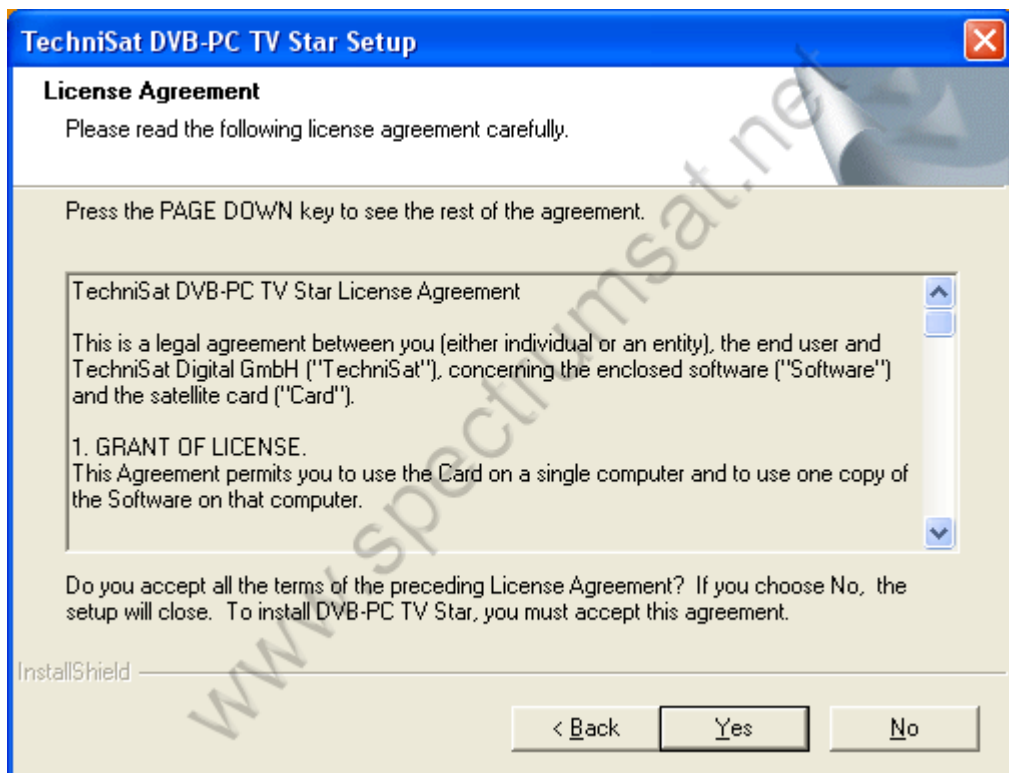 TechniSat DVB-PC TV Star Setup
License Agreement
Please read the following license agreement carefully.
Press the PAGE DOWN key to see the rest of the agreement.
TechniSat DVB-PC TV Star License Agreement
This is a legal agreement between you (either individual or an entity), the end user and
TechniSat Digital GmbH ("TechniSat"), concerning the enclosed software ("Software")
and the satellite card ("Card").
1. GRANT OF LICENSE.
This Agreement permits you to use the Card on a single computer and to use one copy of
the Software on that computer.
Do you accept all the terms of the preceding License Agreement?  If you choose No,  the
setup will close.  To install DVB-PC TV Star, you must accept this agreement.
InstallShield
< Back
Yes
No
www.spectrumsat.net